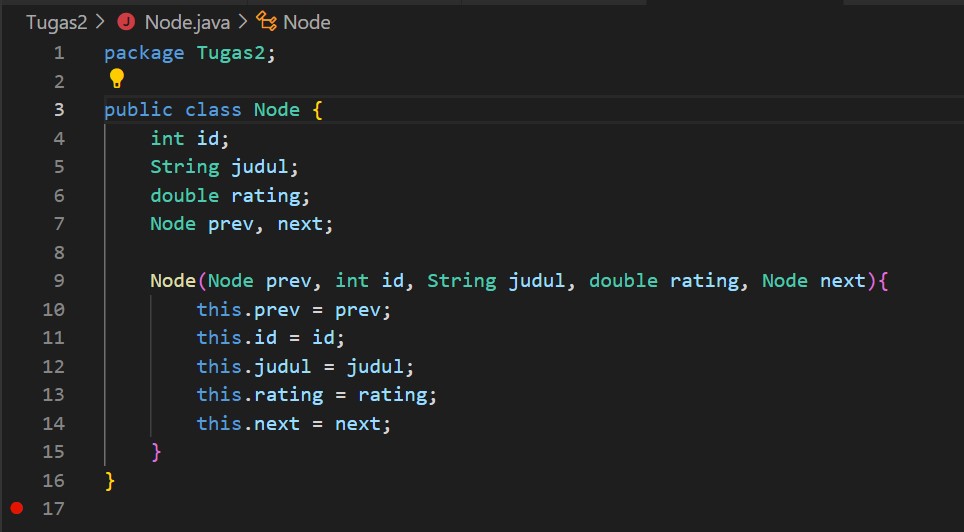 Tugas2 > J Node.java > Node
1 package Tugas2;
2
3 public class Node {
4     int id;
5     String judul;
6     double rating;
7     Node prev, next;
8
9     Node(Node prev, int id, String judul, double rating, Node next){
10         this.prev = prev;
11         this.id = id;
12         this.judul = judul;
13         this.rating = rating;
14         this.next = next;
15     }
16 }
17